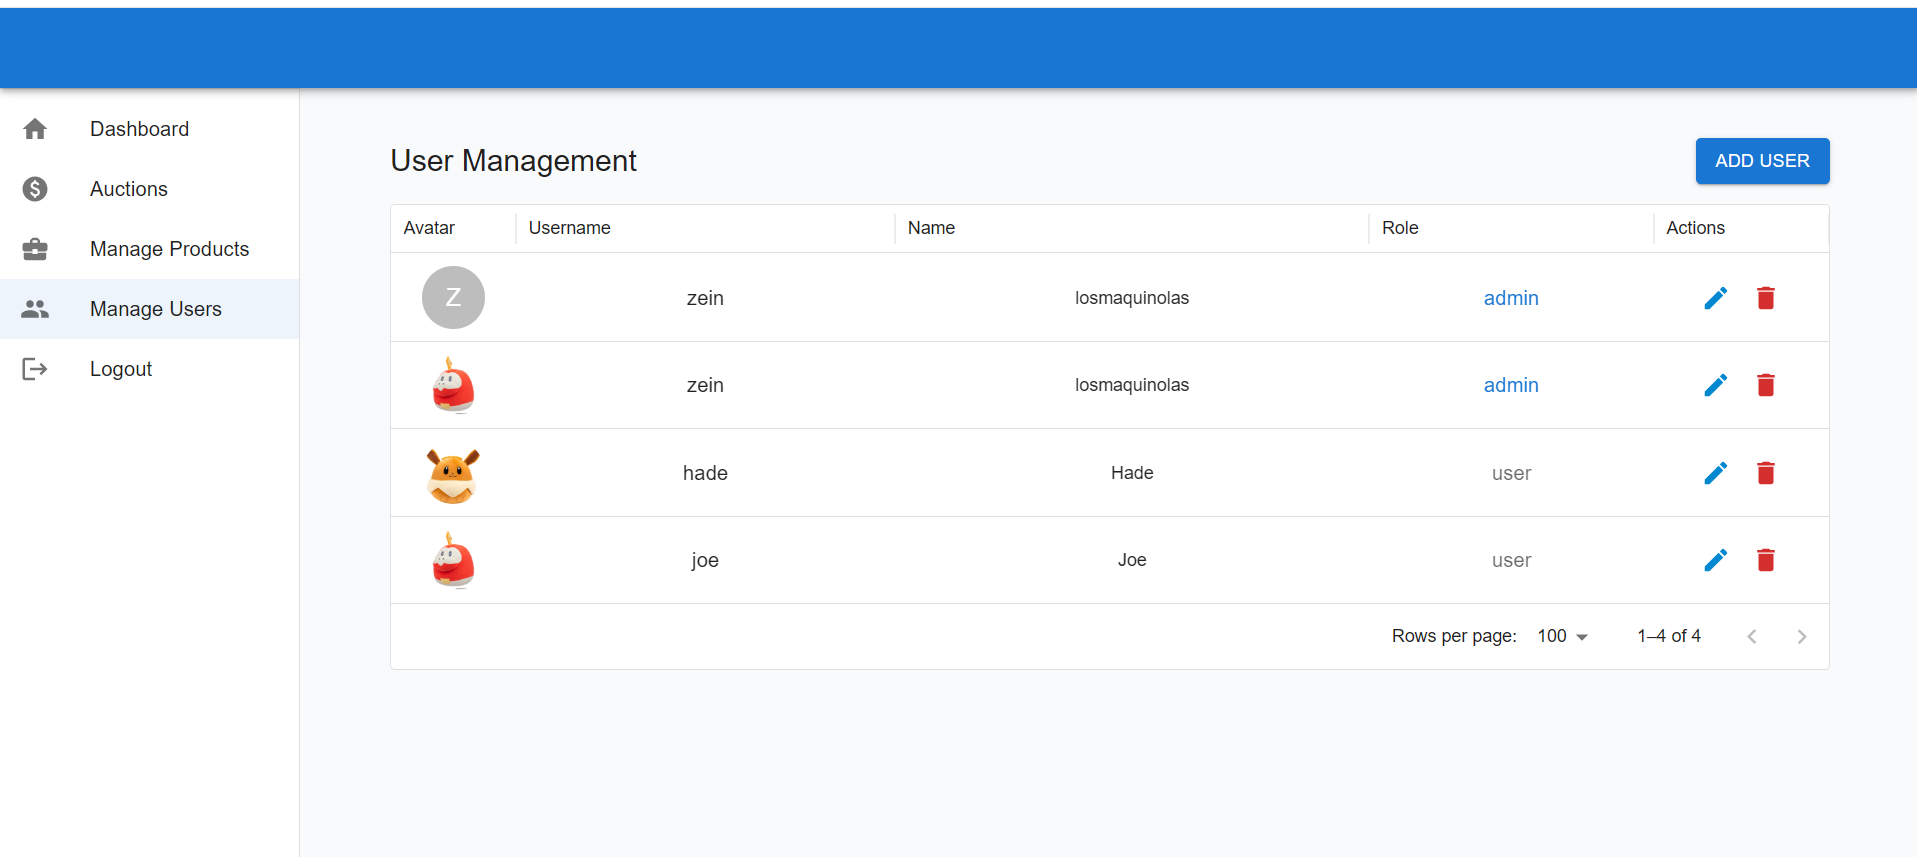 Dashboard
Auctions
Manage Products
Manage Users
Logout
User Management
ADD USER
Avatar Username Name Role Actions
Z zein losmaquinolas admin
zein losmaquinolas admin
hade Hade user
joe Joe user
Rows per page: 100 1–4 of 4